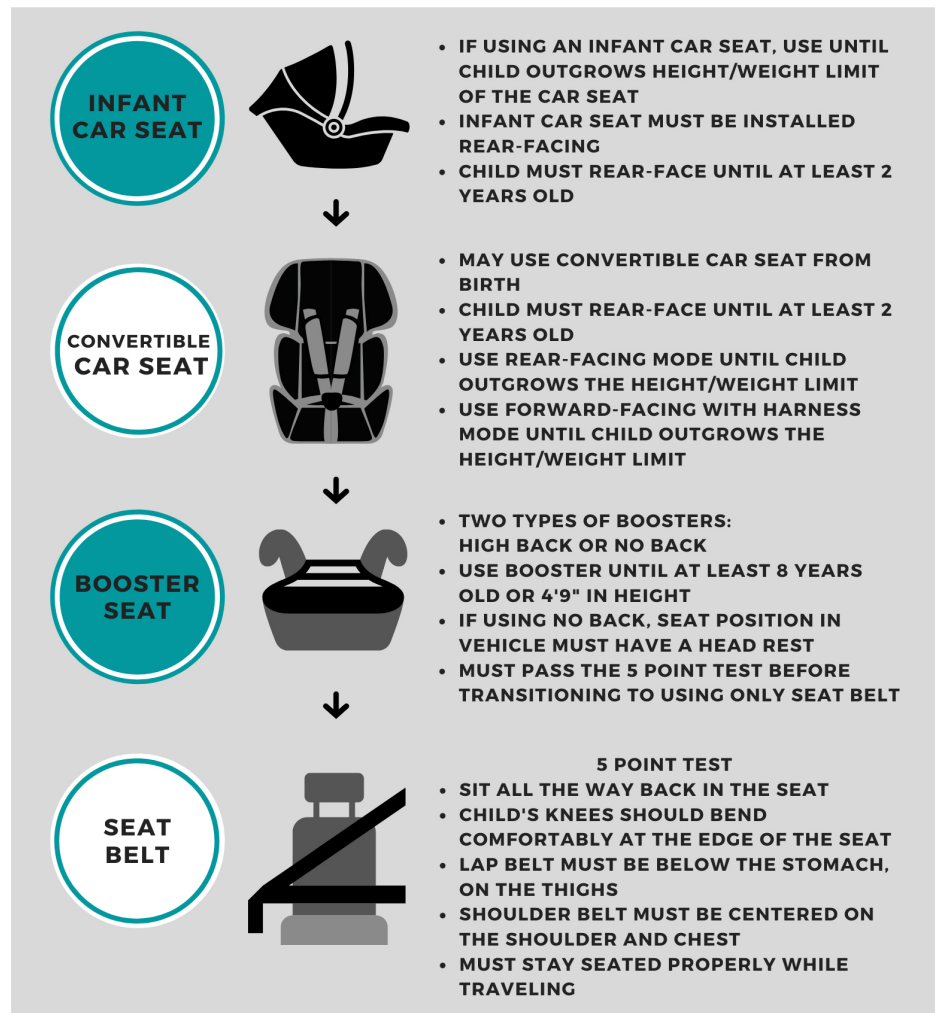 INFANT
CAR SEAT
• IF USING AN INFANT CAR SEAT, USE UNTIL
CHILD OUTGROWS HEIGHT/WEIGHT LIMIT
OF THE CAR SEAT
• INFANT CAR SEAT MUST BE INSTALLED
REAR-FACING
• CHILD MUST REAR-FACE UNTIL AT LEAST 2
YEARS OLD
CONVERTIBLE
CAR SEAT
• MAY USE CONVERTIBLE CAR SEAT FROM
BIRTH
• CHILD MUST REAR-FACE UNTIL AT LEAST 2
YEARS OLD
• USE REAR-FACING MODE UNTIL CHILD
OUTGROWS THE HEIGHT/WEIGHT LIMIT
• USE FORWARD-FACING WITH HARNESS
MODE UNTIL CHILD OUTGROWS THE
HEIGHT/WEIGHT LIMIT
BOOSTER
SEAT
• TWO TYPES OF BOOSTERS:
HIGH BACK OR NO BACK
• USE BOOSTER UNTIL AT LEAST 8 YEARS
OLD OR 4'9" IN HEIGHT
• IF USING NO BACK, SEAT POSITION IN
VEHICLE MUST HAVE A HEAD REST
• MUST PASS THE 5 POINT TEST BEFORE
TRANSITIONING TO USING ONLY SEAT BELT
SEAT
BELT
5 POINT TEST
• SIT ALL THE WAY BACK IN THE SEAT
• CHILD'S KNEES SHOULD BEND
COMFORTABLY AT THE EDGE OF THE SEAT
• LAP BELT MUST BE BELOW THE STOMACH,
ON THE THIGHS
• SHOULDER BELT MUST BE CENTERED ON
THE SHOULDER AND CHEST
• MUST STAY SEATED PROPERLY WHILE
TRAVELING